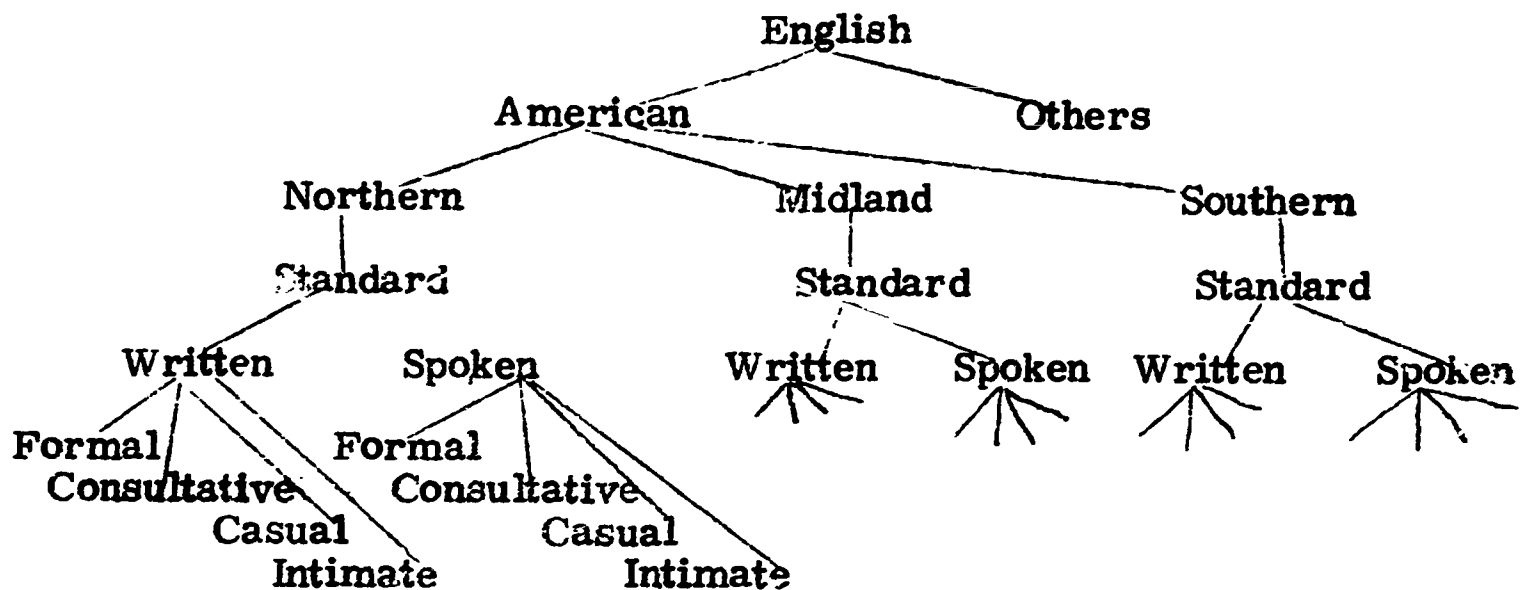 English
American Others
Northern Midland Southern
Standard Standard Standard
Written Spoken Written Spoken Written Spoken
Formal Formal
Consultative Consultative
Casual Casual
Intimate Intimate